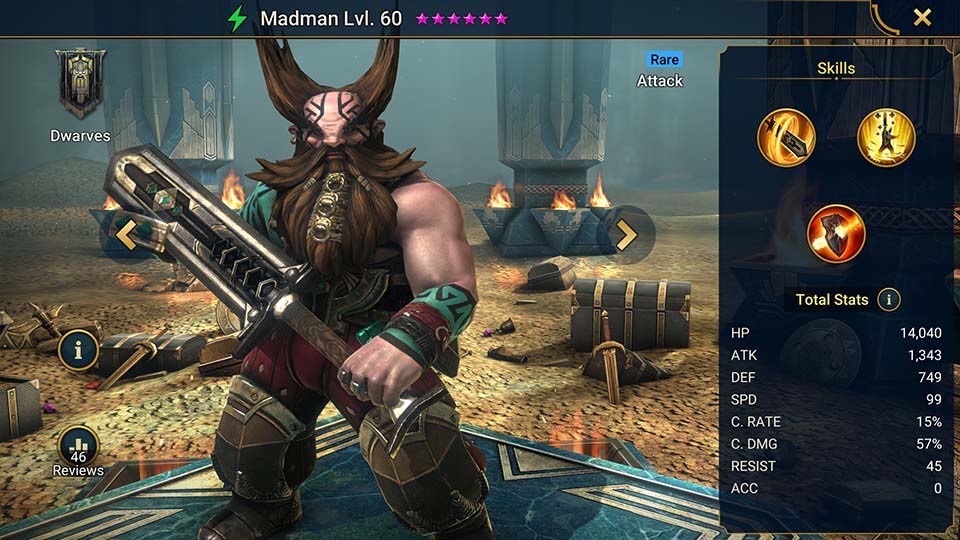 Madman Lvl. 60
Dwarves
Rare
Attack
Skills
Total Stats
HP 14,040
ATK 1,343
DEF 749
SPD 99
C. RATE 15%
C. DMG 57%
RESIST 45
ACC 0
46
Reviews